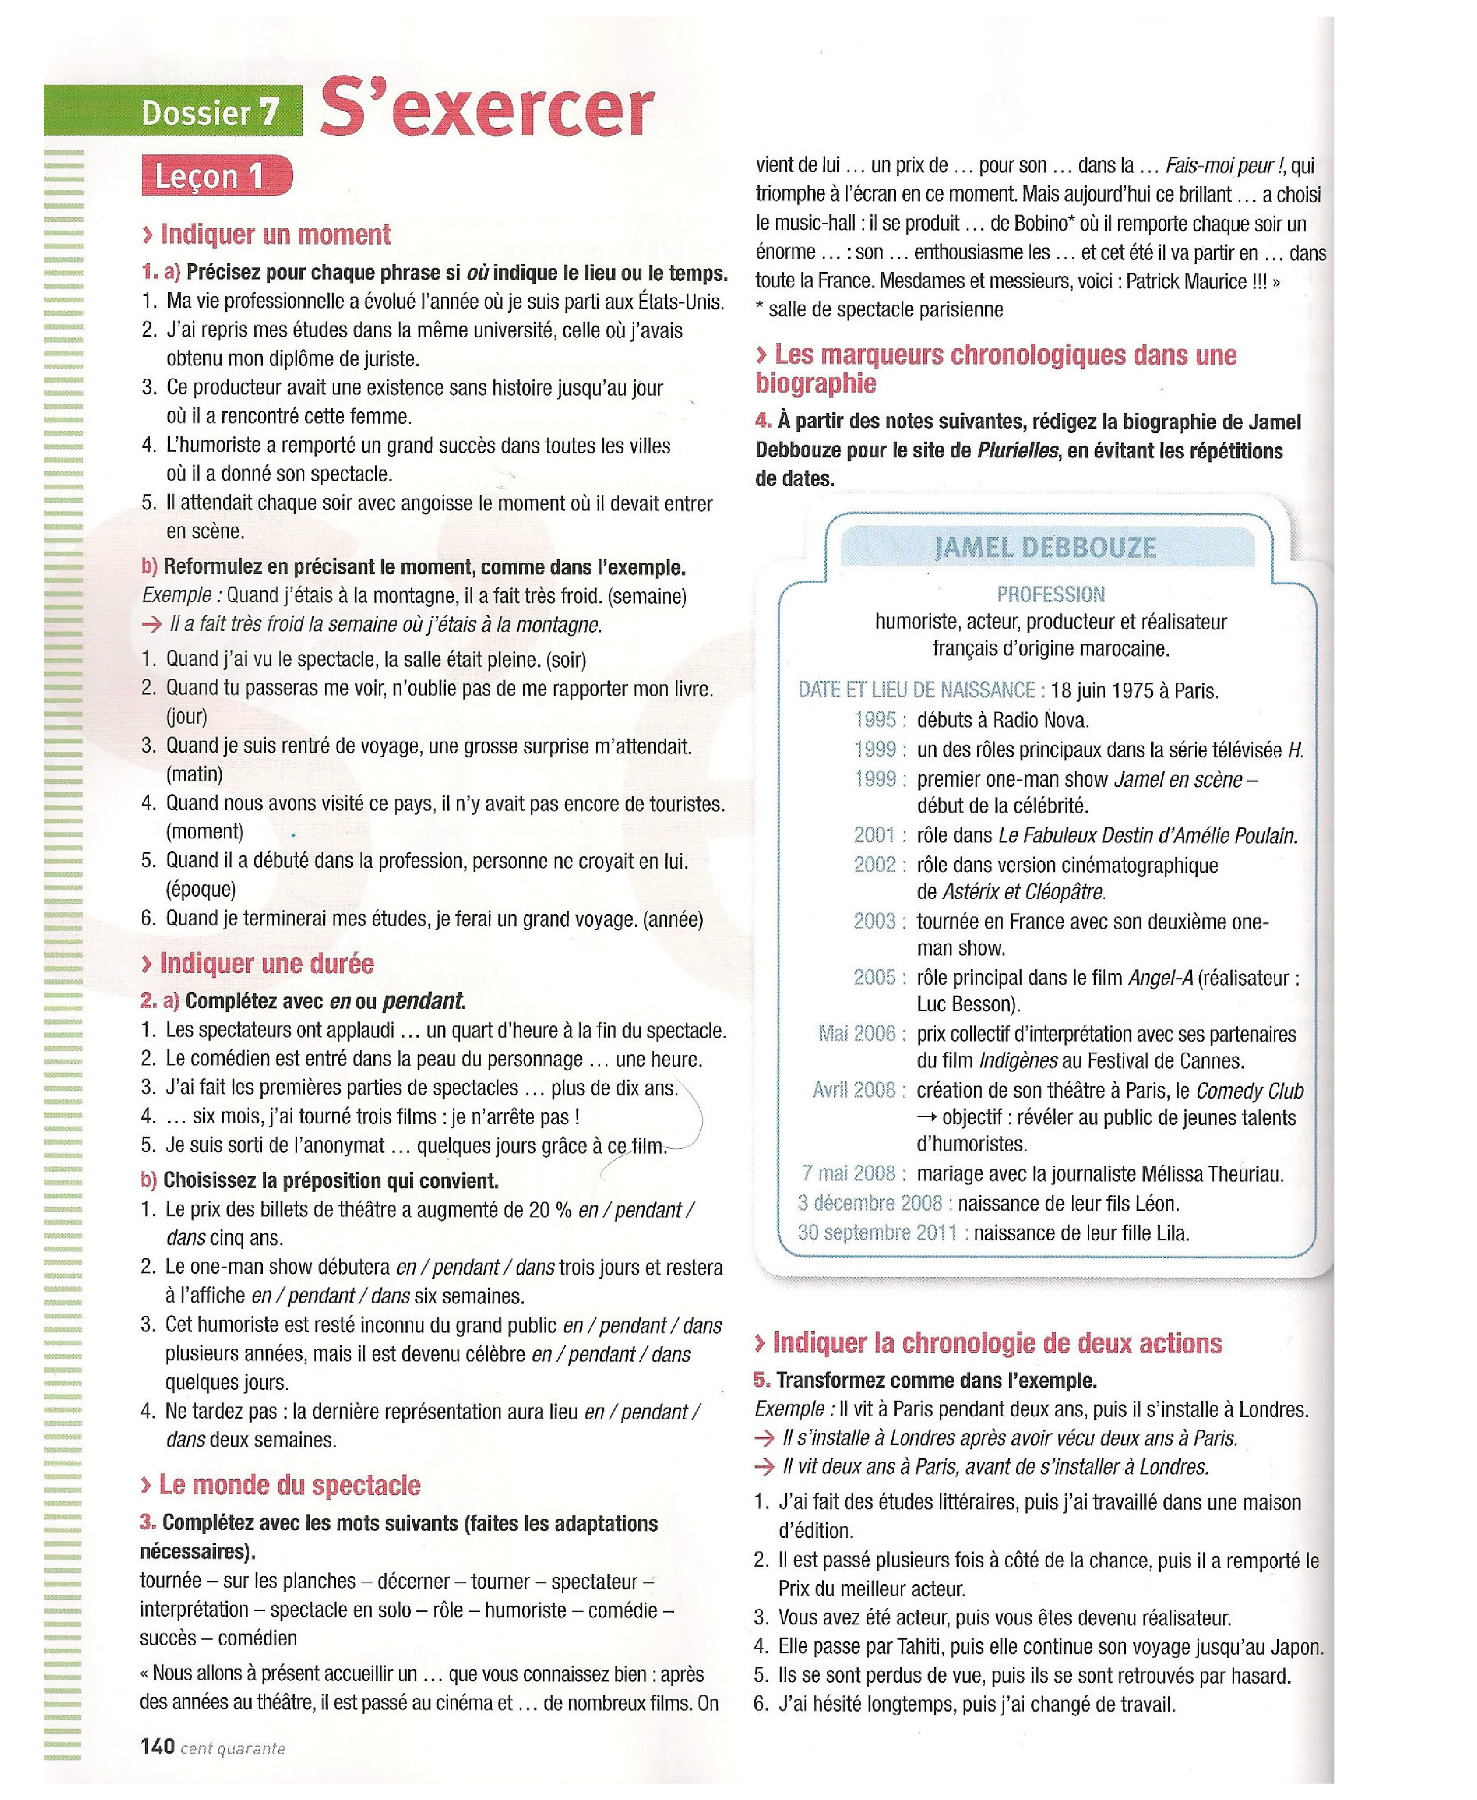 Dossier 7 S'exercer
Leçon 1
› Indiquer un moment
1. a) Précisez pour chaque phrase si où indique le lieu ou le temps.
1. Ma vie professionnelle a évolué l'année où je suis parti aux États-Unis.
2. J'ai repris mes études dans la même université, celle où j'avais
obtenu mon diplôme de juriste.
3. Ce producteur avait une existence sans histoire jusqu'au jour
où il a rencontré cette femme.
4. L'humoriste a remporté un grand succès dans toutes les villes
où il a donné son spectacle.
5. Il attendait chaque soir avec angoisse le moment où il devait entrer
en scène.
b) Reformulez en précisant le moment, comme dans l'exemple.
Exemple : Quand j'étais à la montagne, il a fait très froid. (semaine)
→ Il a fait très froid la semaine où j'étais à la montagne.
1. Quand j'ai vu le spectacle, la salle était pleine. (soir)
2. Quand tu passeras me voir, n'oublie pas de me rapporter mon livre.
(jour)
3. Quand je suis rentré de voyage, une grosse surprise m'attendait.
(matin)
4. Quand nous avons visité ce pays, il n'y avait pas encore de touristes.
(moment)
5. Quand il a débuté dans la profession, personne ne croyait en lui.
(époque)
6. Quand je terminerai mes études, je ferai un grand voyage. (année)
› Indiquer une durée
2. a) Complétez avec en ou pendant.
1. Les spectateurs ont applaudi ... un quart d'heure à la fin du spectacle.
2. Le comédien est entré dans la peau du personnage ... une heure.
3. J'ai fait les premières parties de spectacles ... plus de dix ans.
4. ... six mois, j'ai tourné trois films : je n'arrête pas !
5. Je suis sorti de l'anonymat ... quelques jours grâce à ce film.
b) Choisissez la préposition qui convient.
1. Le prix des billets de théâtre a augmenté de 20 % en / pendant /
dans cinq ans.
2. Le one-man show débutera en / pendant / dans trois jours et restera
à l'affiche en / pendant / dans six semaines.
3. Cet humoriste est resté inconnu du grand public en / pendant / dans
plusieurs années, mais il est devenu célèbre en / pendant / dans
quelques jours.
4. Ne tardez pas : la dernière représentation aura lieu en / pendant /
dans deux semaines.
› Le monde du spectacle
3. Complétez avec les mots suivants (faites les adaptations
nécessaires).
tournée – sur les planches – décerner – tourner – spectateur –
interprétation – spectacle en solo – rôle – humoriste – comédie –
succès – comédien
« Nous allons à présent accueillir un ... que vous connaissez bien : après
des années au théâtre, il est passé au cinéma et ... de nombreux films. On
140 cent quarante
vient de lui ... un prix de ... pour son ... dans la ... Fais-moi peur !, qui
triomphe à l'écran en ce moment. Mais aujourd'hui ce brillant ... a choisi
le music-hall : il se produit ... de Bobino* où il remporte chaque soir un
énorme ... : son ... enthousiasme les ... et cet été il va partir en ... dans
toute la France. Mesdames et messieurs, voici : Patrick Maurice !!! »
* salle de spectacle parisienne
› Les marqueurs chronologiques dans une
biographie
4. À partir des notes suivantes, rédigez la biographie de Jamel
Debbouze pour le site de Plurielles, en évitant les répétitions
de dates.
JAMEL DEBBOUZE
PROFESSION
humoriste, acteur, producteur et réalisateur
français d'origine marocaine.
DATE ET LIEU DE NAISSANCE : 18 juin 1975 à Paris.
1995 : débuts à Radio Nova.
1999 : un des rôles principaux dans la série télévisée H.
1999 : premier one-man show Jamel en scène –
début de la célébrité.
2001 : rôle dans Le Fabuleux Destin d'Amélie Poulain.
2002 : rôle dans version cinématographique
de Astérix et Cléopâtre.
2003 : tournée en France avec son deuxième one-
man show.
2005 : rôle principal dans le film Angel-A (réalisateur :
Luc Besson).
Mai 2006 : prix collectif d'interprétation avec ses partenaires
du film Indigènes au Festival de Cannes.
Avril 2008 : création de son théâtre à Paris, le Comedy Club
→ objectif : révéler au public de jeunes talents
d'humoristes.
7 mai 2008 : mariage avec la journaliste Mélissa Theuriau.
3 décembre 2008 : naissance de leur fils Léon.
30 septembre 2011 : naissance de leur fille Lila.
› Indiquer la chronologie de deux actions
5. Transformez comme dans l'exemple.
Exemple : Il vit à Paris pendant deux ans, puis il s'installe à Londres.
→ Il s'installe à Londres après avoir vécu deux ans à Paris.
→ Il vit deux ans à Paris, avant de s'installer à Londres.
1. J'ai fait des études littéraires, puis j'ai travaillé dans une maison
d'édition.
2. Il est passé plusieurs fois à côté de la chance, puis il a remporté le
Prix du meilleur acteur.
3. Vous avez été acteur, puis vous êtes devenu réalisateur.
4. Elle passe par Tahiti, puis elle continue son voyage jusqu'au Japon.
5. Ils se sont perdus de vue, puis ils se sont retrouvés par hasard.
6. J'ai hésité longtemps, puis j'ai changé de travail.